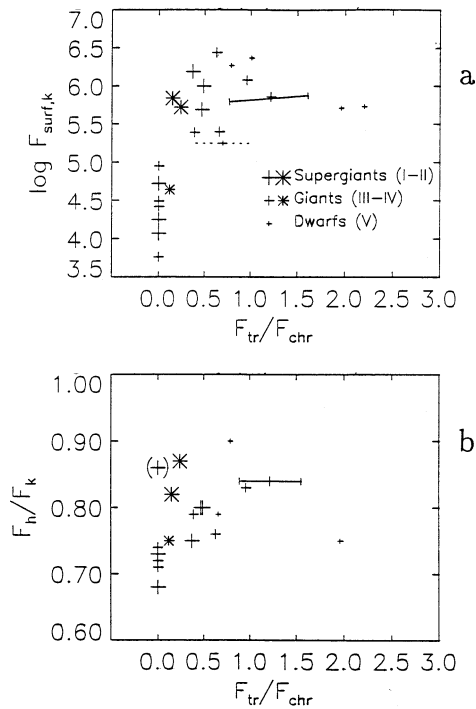 a
7.0
6.5
6.0
5.5
5.0
4.5
4.0
3.5
log F_surf,k
Supergiants (I-II)
Giants (III-IV)
Dwarfs (V)
0.0 0.5 1.0 1.5 2.0 2.5 3.0
F_tr/F_chr
b
1.00
0.90
0.80
0.70
0.60
F_h/F_k
( )
0.0 0.5 1.0 1.5 2.0 2.5 3.0
F_tr/F_chr